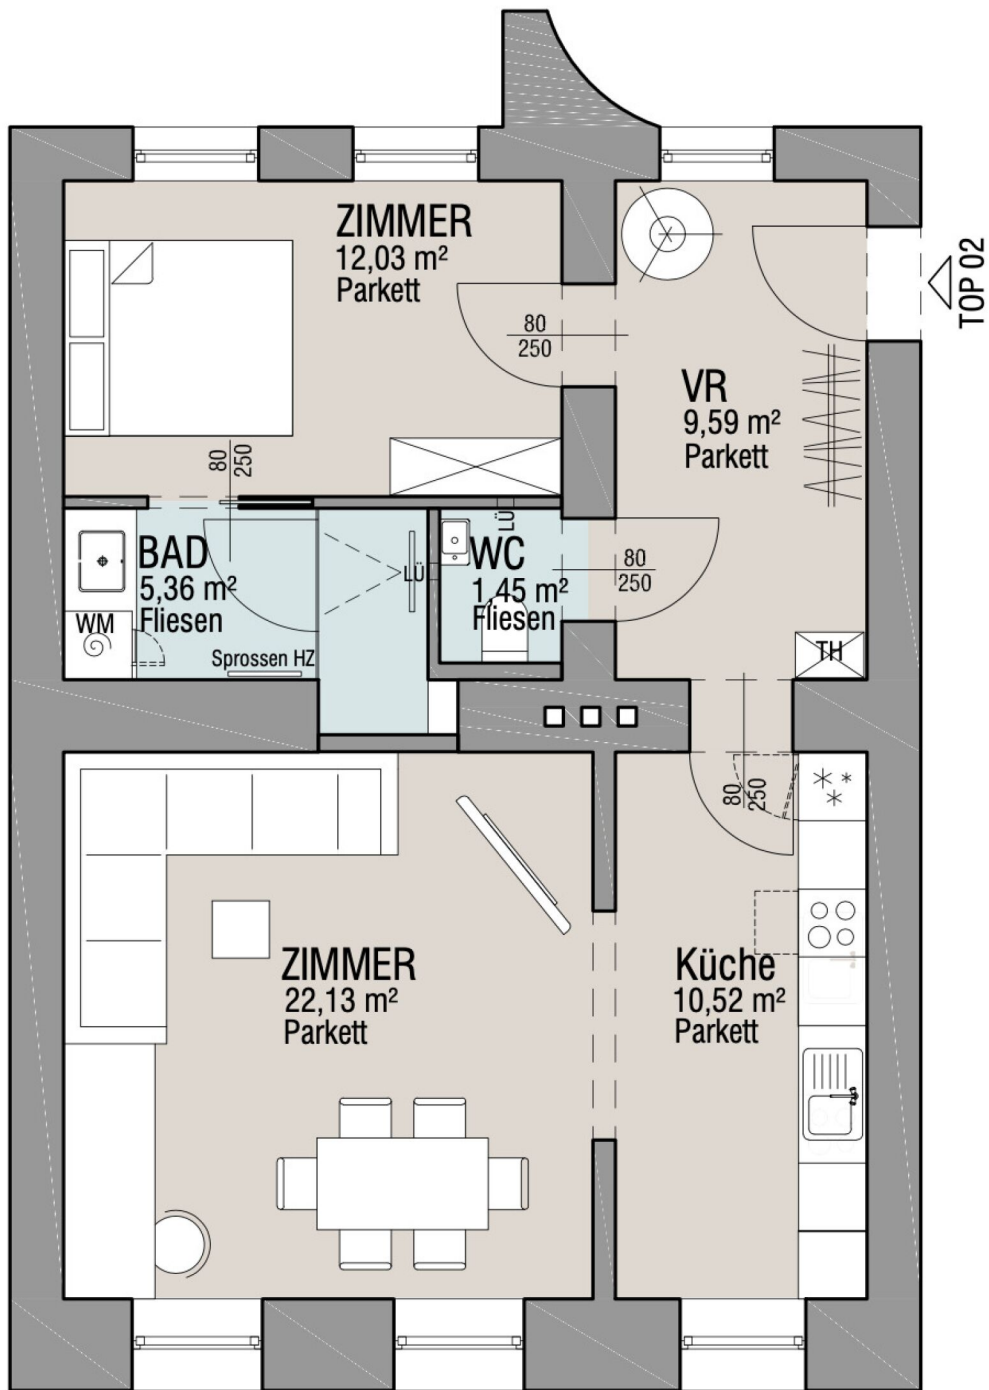 ZIMMER
12,03 m²
Parkett
80
250
TOP 02
VR
9,59 m²
Parkett
80
250
BAD
5,36 m²
Fliesen
WM
Sprossen HZ
LÜ
LÜ
WC
1,45 m²
Fliesen
80
250
TH
80
250
ZIMMER
22,13 m²
Parkett
Küche
10,52 m²
Parkett